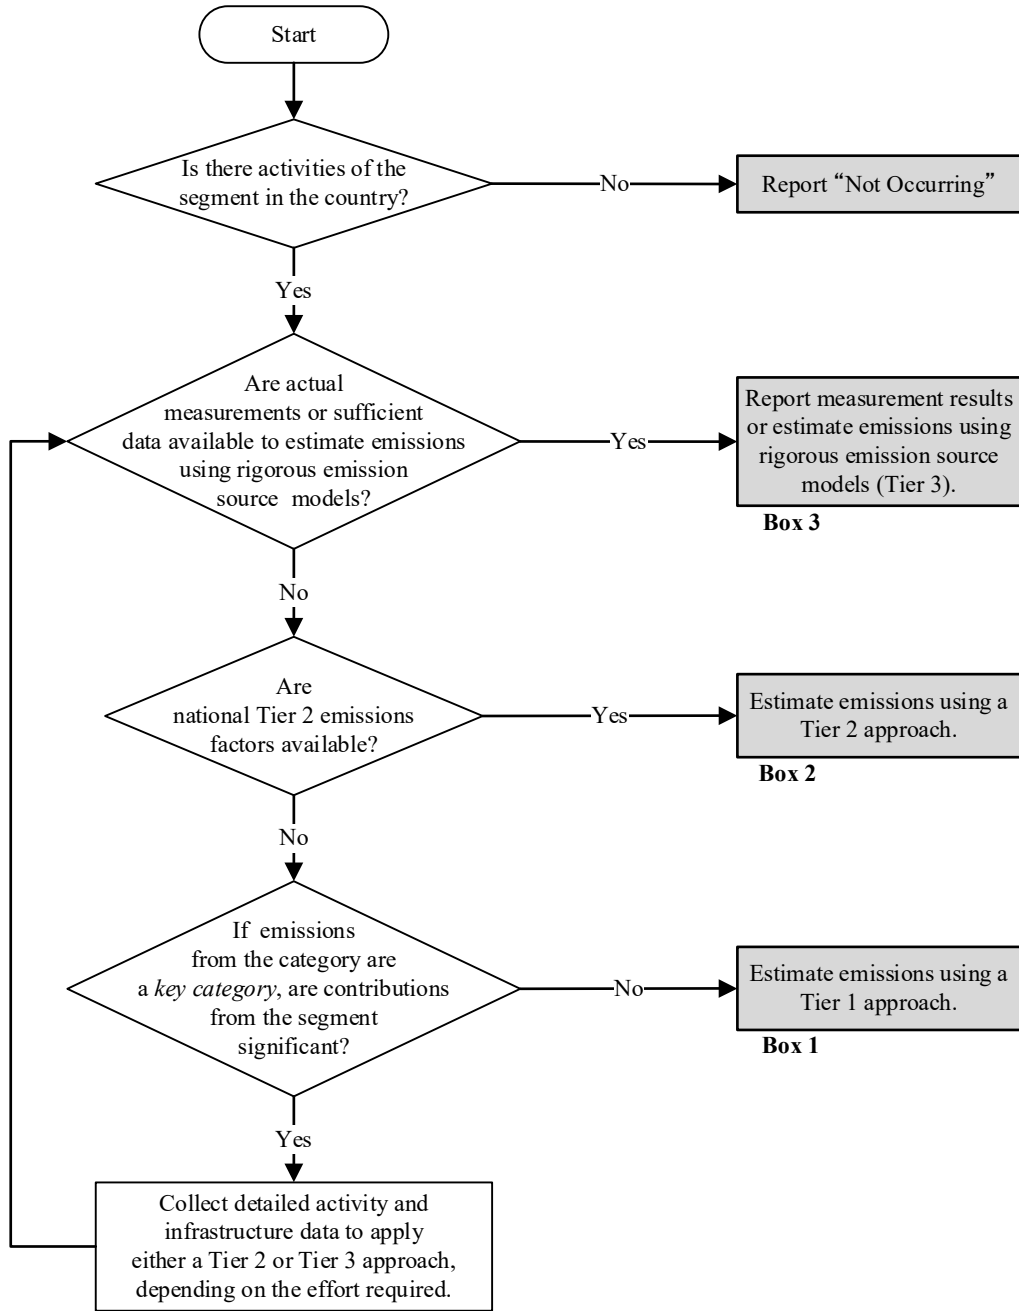 Start
Is there activities of the
segment in the country?
No
Report “Not Occurring”
Yes
Are actual
measurements or sufficient
data available to estimate emissions
using rigorous emission
source models?
Yes
Report measurement results
or estimate emissions using
rigorous emission source
models (Tier 3).
Box 3
No
Are
national Tier 2 emissions
factors available?
Yes
Estimate emissions using a
Tier 2 approach.
Box 2
No
If emissions
from the category are
a key category, are contributions
from the segment
significant?
No
Estimate emissions using a
Tier 1 approach.
Box 1
Yes
Collect detailed activity and
infrastructure data to apply
either a Tier 2 or Tier 3 approach,
depending on the effort required.